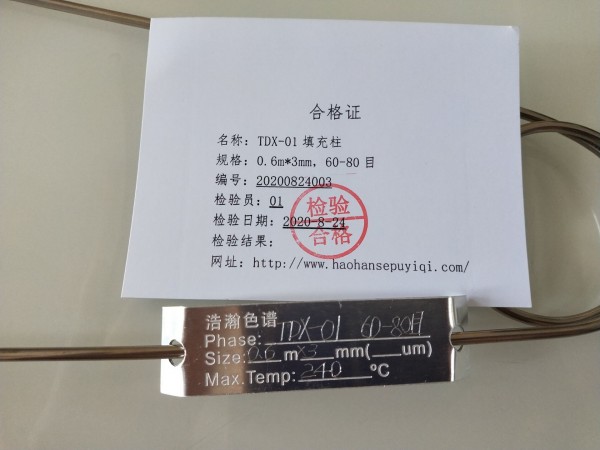 合格证
名称：TDX-01 填充柱
规格：0.6m*3mm，60-80 目
编号：20200824003
检验员：01
检验日期：2020-8-24
检验结果：
检验
合格
网址：http://www.haohansepuyiqi.com/
浩瀚色谱
Phase: TDX-01 60-80目
Size: 0.6 m x3 mm(___um)
Max.Temp: 240 ℃